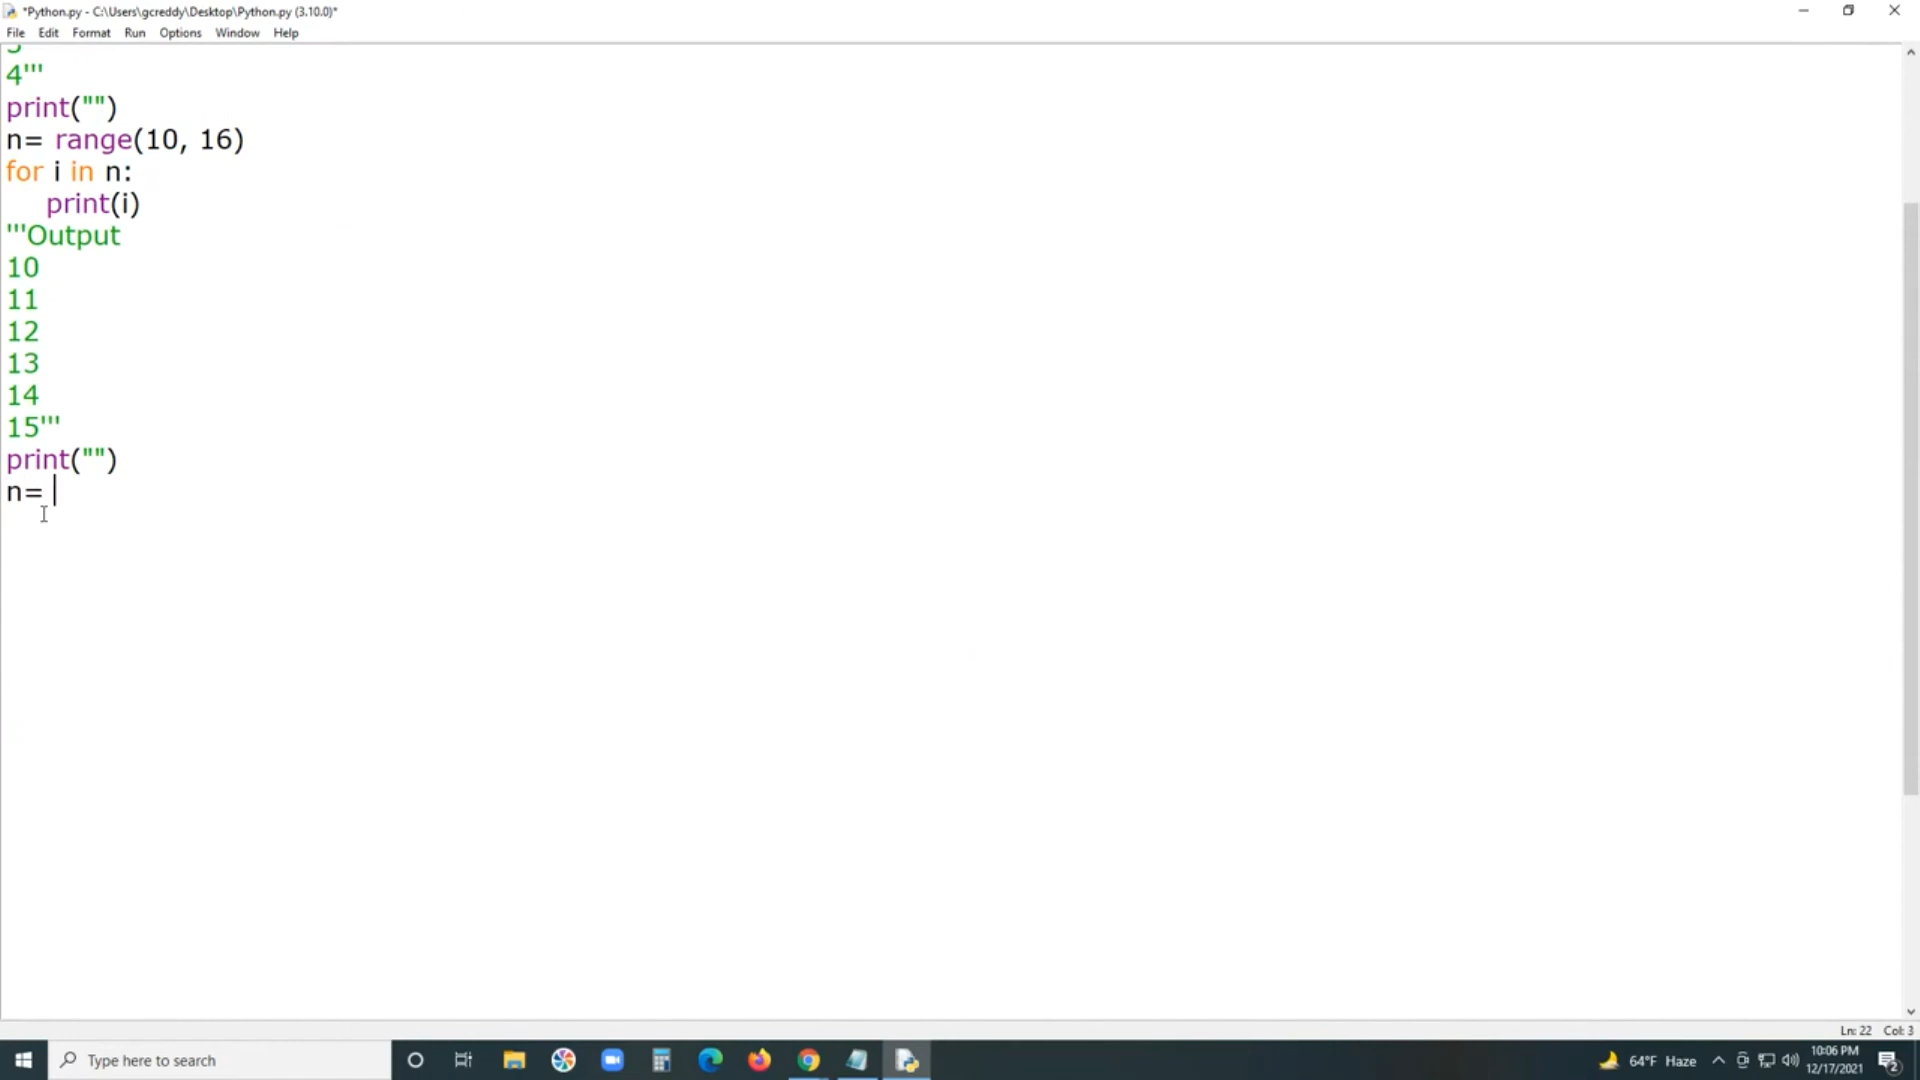 *Python.py - C:\Users\gcreddy\Desktop\Python.py (3.10.0)*
File Edit Format Run Options Window Help
4'''
print("")
n= range(10, 16)
for i in n:
    print(i)
'''Output
10
11
12
13
14
15'''
print("")
n=
Ln: 22 Col: 3
Type here to search
64°F Haze
10:06 PM
12/17/2021
2